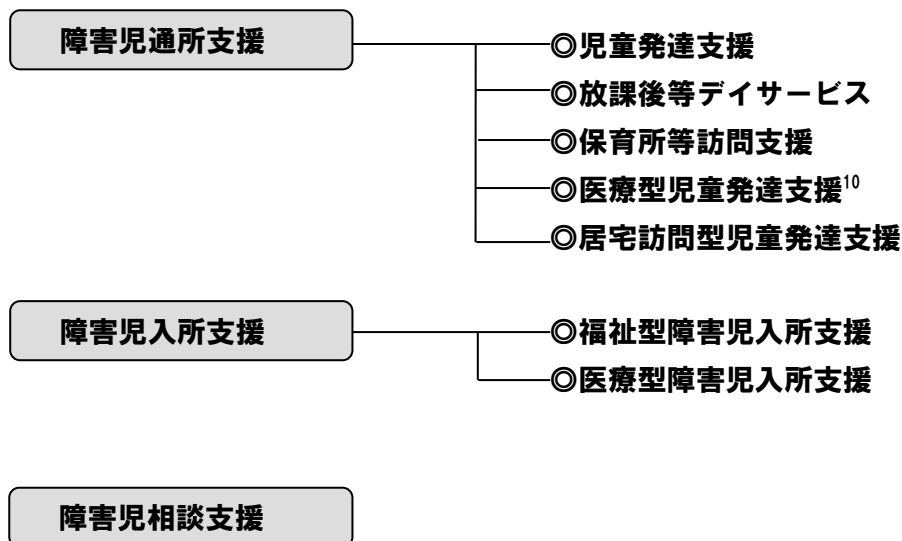 障害児通所支援
◎児童発達支援
◎放課後等デイサービス
◎保育所等訪問支援
◎医療型児童発達支援10
◎居宅訪問型児童発達支援
障害児入所支援
◎福祉型障害児入所支援
◎医療型障害児入所支援
障害児相談支援